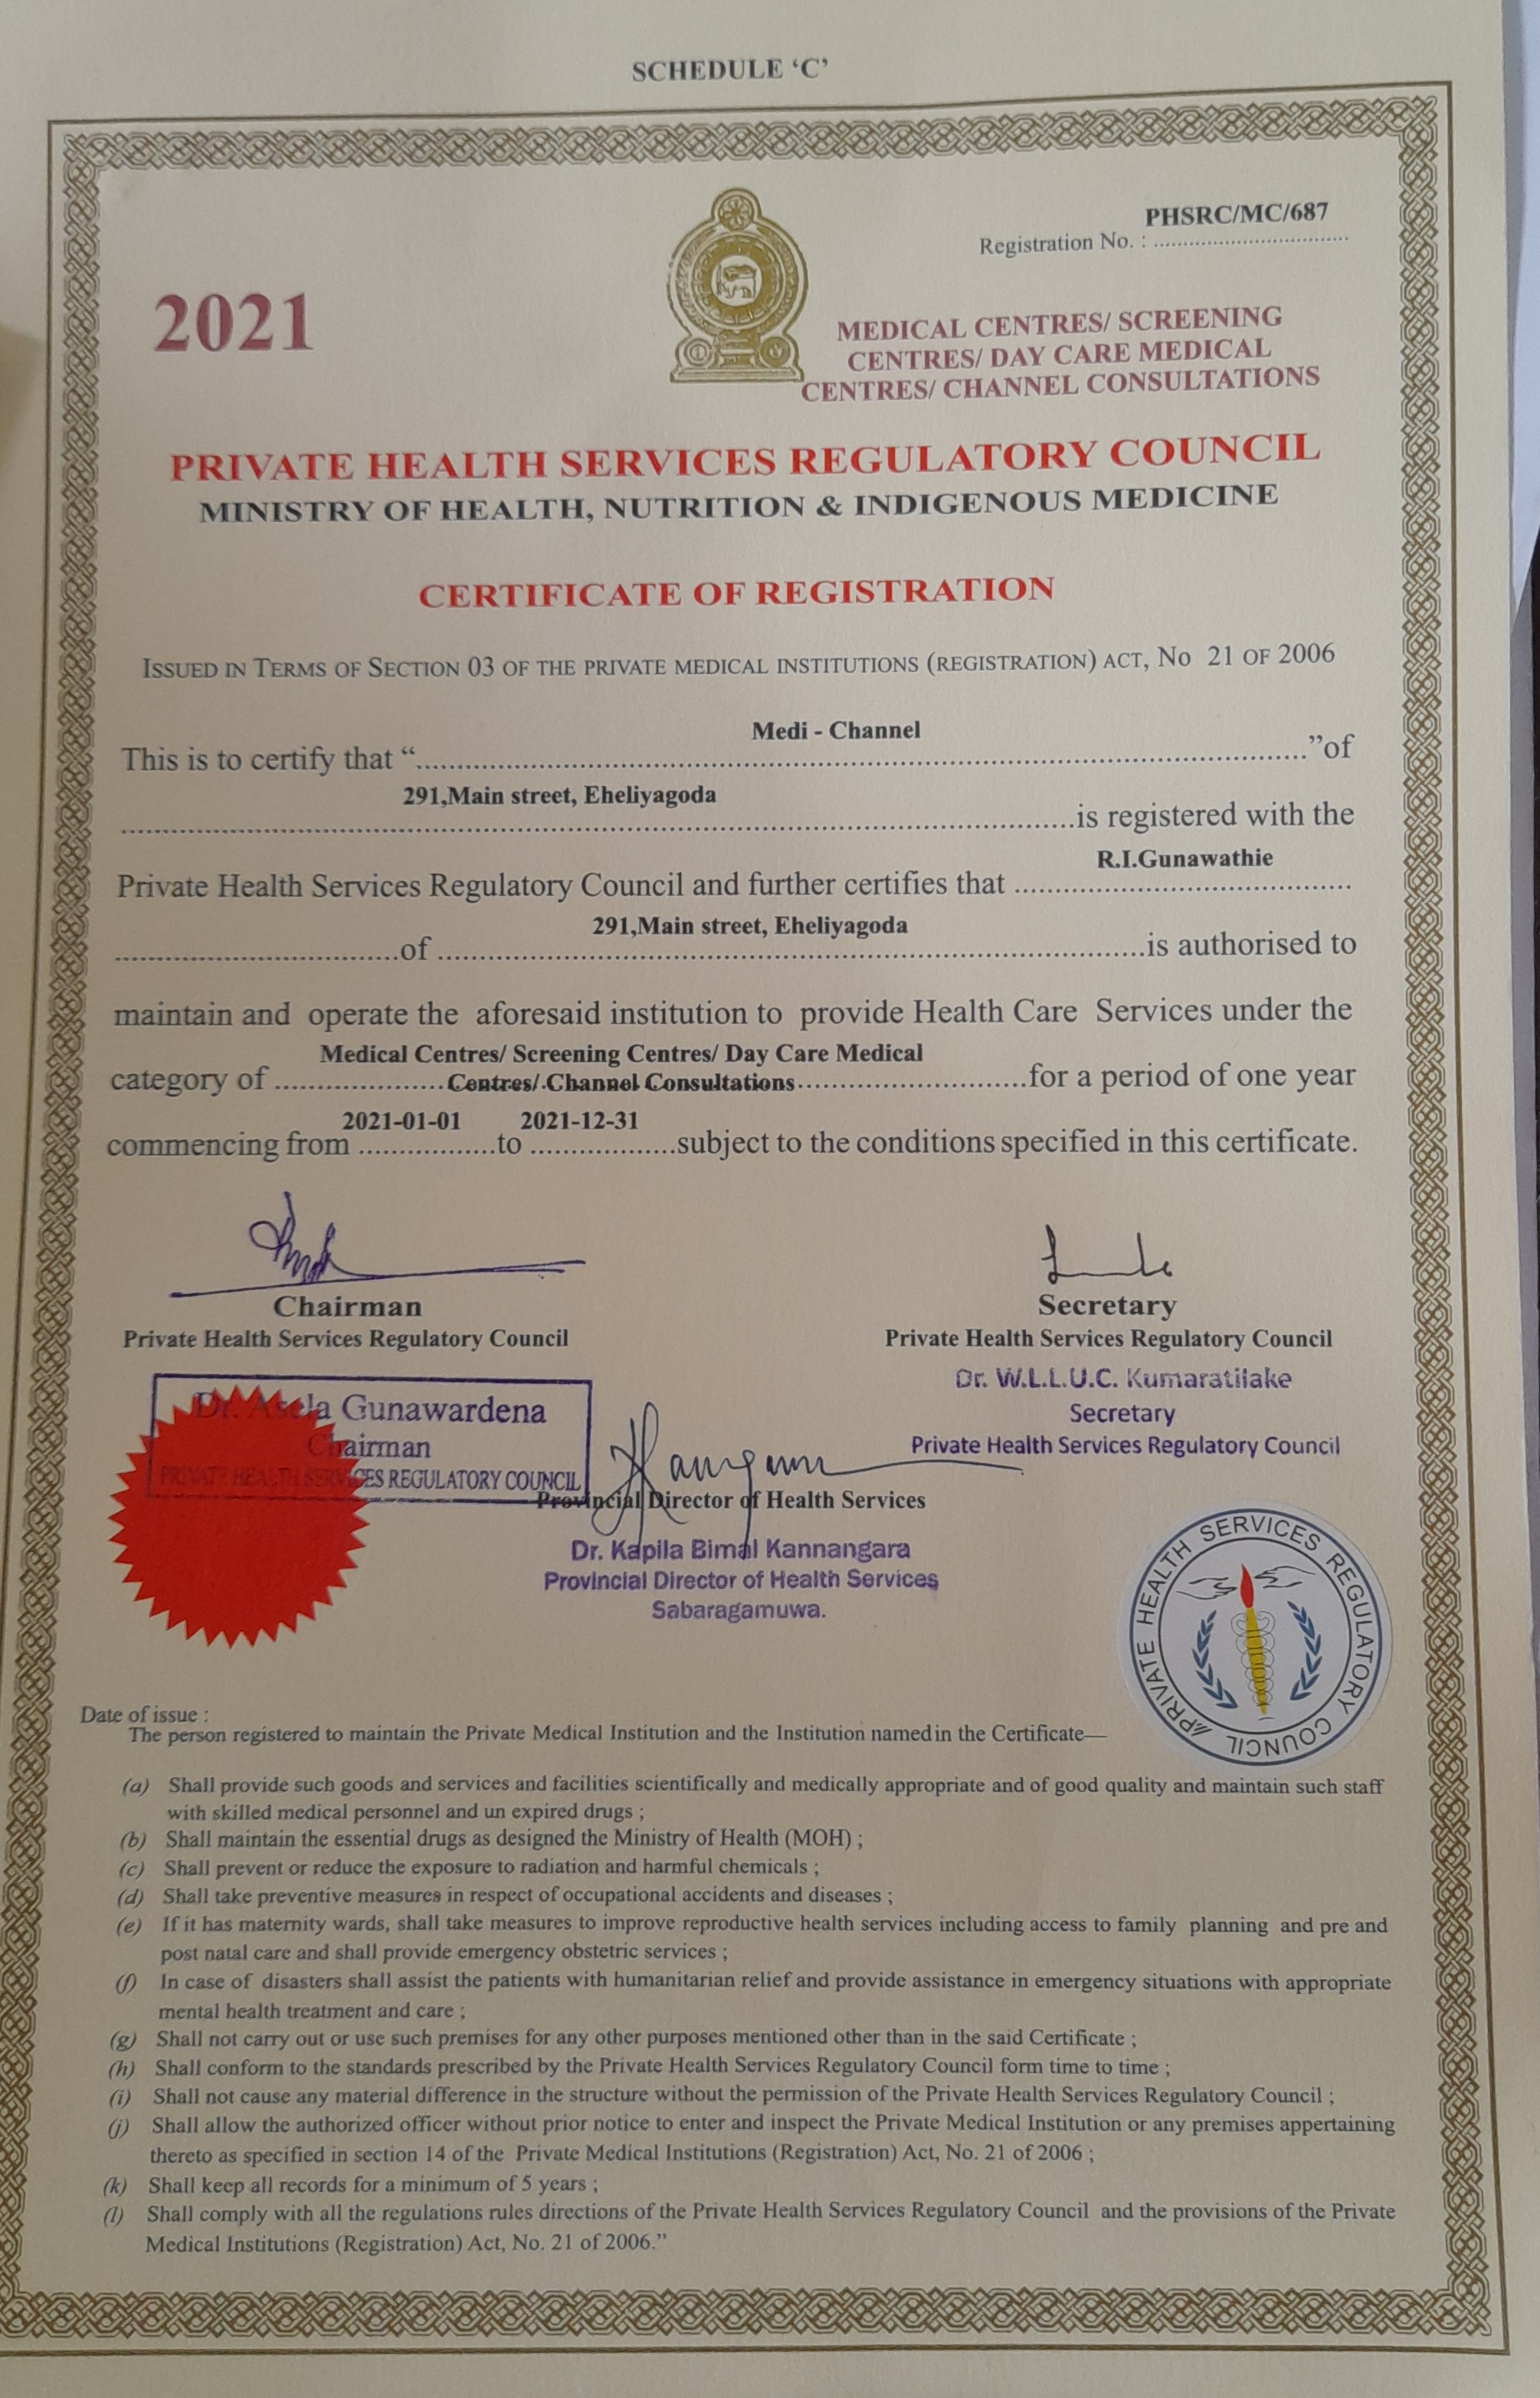 SCHEDULE ‘C’
PHSRC/MC/687
Registration No. : ....................................
2021
MEDICAL CENTRES/ SCREENING
CENTRES/ DAY CARE MEDICAL
CENTRES/ CHANNEL CONSULTATIONS
PRIVATE HEALTH SERVICES REGULATORY COUNCIL
MINISTRY OF HEALTH, NUTRITION & INDIGENOUS MEDICINE
CERTIFICATE OF REGISTRATION
ISSUED IN TERMS OF SECTION 03 OF THE PRIVATE MEDICAL INSTITUTIONS (REGISTRATION) ACT, No 21 OF 2006
Medi - Channel
This is to certify that “....................................”of
291,Main street, Eheliyagoda
....................................is registered with the
R.I.Gunawathie
Private Health Services Regulatory Council and further certifies that ....................................
291,Main street, Eheliyagoda
....................................of ....................................is authorised to
maintain and operate the aforesaid institution to provide Health Care Services under the
Medical Centres/ Screening Centres/ Day Care Medical
category of ....................Centres/ Channel Consultations....................for a period of one year
2021-01-01 2021-12-31
commencing from .................to .................subject to the conditions specified in this certificate.
Chairman
Private Health Services Regulatory Council
Secretary
Private Health Services Regulatory Council
Dr. W.L.L.U.C. Kumaratilake
Secretary
Private Health Services Regulatory Council
Dr. Asela Gunawardena
Chairman
PRIVATE HEALTH SERVICES REGULATORY COUNCIL
Provincial Director of Health Services
Dr. Kapila Bimal Kannangara
Provincial Director of Health Services
Sabaragamuwa.
PRIVATE HEALTH SERVICES REGULATORY COUNCIL
Date of issue :
The person registered to maintain the Private Medical Institution and the Institution named in the Certificate—
(a) Shall provide such goods and services and facilities scientifically and medically appropriate and of good quality and maintain such staff
with skilled medical personnel and un expired drugs ;
(b) Shall maintain the essential drugs as designed the Ministry of Health (MOH) ;
(c) Shall prevent or reduce the exposure to radiation and harmful chemicals ;
(d) Shall take preventive measures in respect of occupational accidents and diseases ;
(e) If it has maternity wards, shall take measures to improve reproductive health services including access to family planning and pre and
post natal care and shall provide emergency obstetric services ;
(f) In case of disasters shall assist the patients with humanitarian relief and provide assistance in emergency situations with appropriate
mental health treatment and care ;
(g) Shall not carry out or use such premises for any other purposes mentioned other than in the said Certificate ;
(h) Shall conform to the standards prescribed by the Private Health Services Regulatory Council form time to time ;
(i) Shall not cause any material difference in the structure without the permission of the Private Health Services Regulatory Council ;
(j) Shall allow the authorized officer without prior notice to enter and inspect the Private Medical Institution or any premises appertaining
thereto as specified in section 14 of the Private Medical Institutions (Registration) Act, No. 21 of 2006 ;
(k) Shall keep all records for a minimum of 5 years ;
(l) Shall comply with all the regulations rules directions of the Private Health Services Regulatory Council and the provisions of the Private
Medical Institutions (Registration) Act, No. 21 of 2006.”